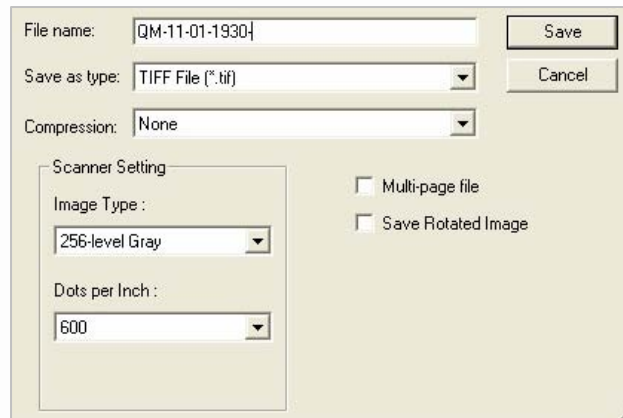 File name: QM-11-01-1930- Save
Save as type: TIFF File (*.tif) Cancel
Compression: None
Scanner Setting
Multi-page file
Image Type :
Save Rotated Image
256-level Gray
Dots per Inch :
600